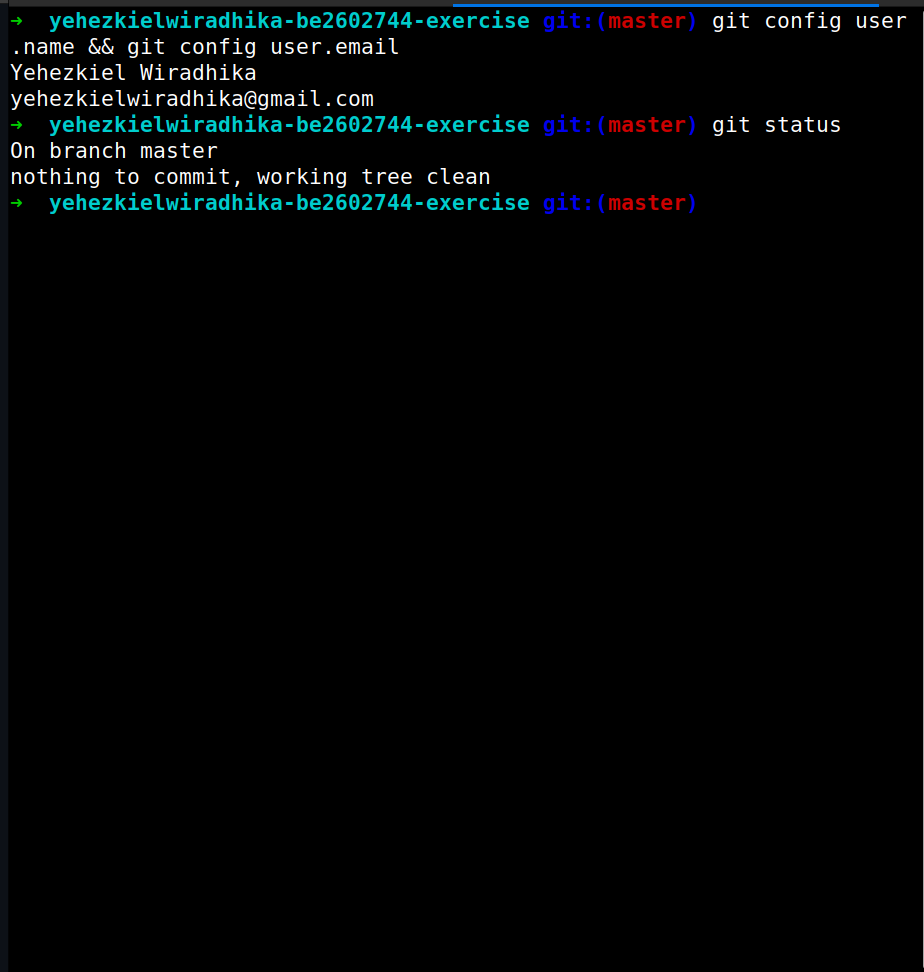 ➜  yehezkielwiradhika-be2602744-exercise git:(master) git config user
.name && git config user.email
Yehezkiel Wiradhika
yehezkielwiradhika@gmail.com
➜  yehezkielwiradhika-be2602744-exercise git:(master) git status
On branch master
nothing to commit, working tree clean
➜  yehezkielwiradhika-be2602744-exercise git:(master)